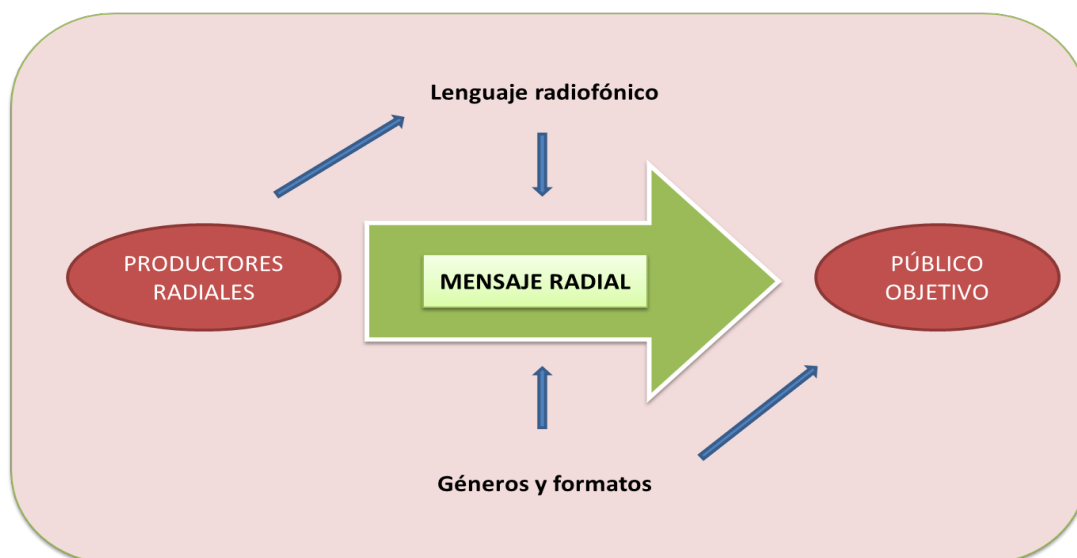 Lenguaje radiofónico
PRODUCTORES
RADIALES
MENSAJE RADIAL
PÚBLICO
OBJETIVO
Géneros y formatos